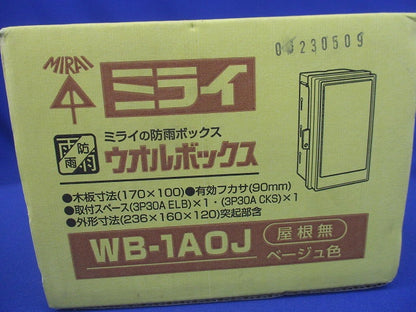 03230509
MIRAI
ミライ
防雨
防雨
ミライの防雨ボックス
ウオルボックス
●木板寸法(170×100)●有効フカサ(90mm)
●取付スペース(3P30A ELB)×1・(3P30A CKS)×1
●外形寸法(236×160×120)突起部含
WB-1AOJ
屋根無
ベージュ色